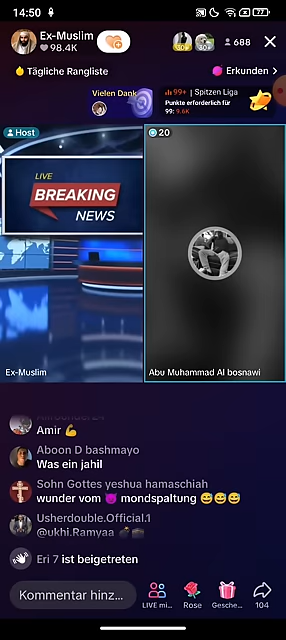 14:50
77
Ex-Muslim
98.4K
688
Tägliche Rangliste
Erkunden >
Vielen Dank
99+ | Spitzen Liga
Punkte erforderlich für
99: 9.6K
Host
20
LIVE
BREAKING
NEWS
Ex-Muslim
Abu Muhammad Al bosnawi
Amir 💪
Aboon D bashmayo
Was ein jahil
Sohn Gottes yeshua hamaschiah
wunder vom 😈 mondspaltung 😅😅😅
Usherdouble.Official.1
@ukhi.Ramyaa
Eri 7 ist beigetreten
Kommentar hinz...
LIVE mi...
Rose
Gesche...
104